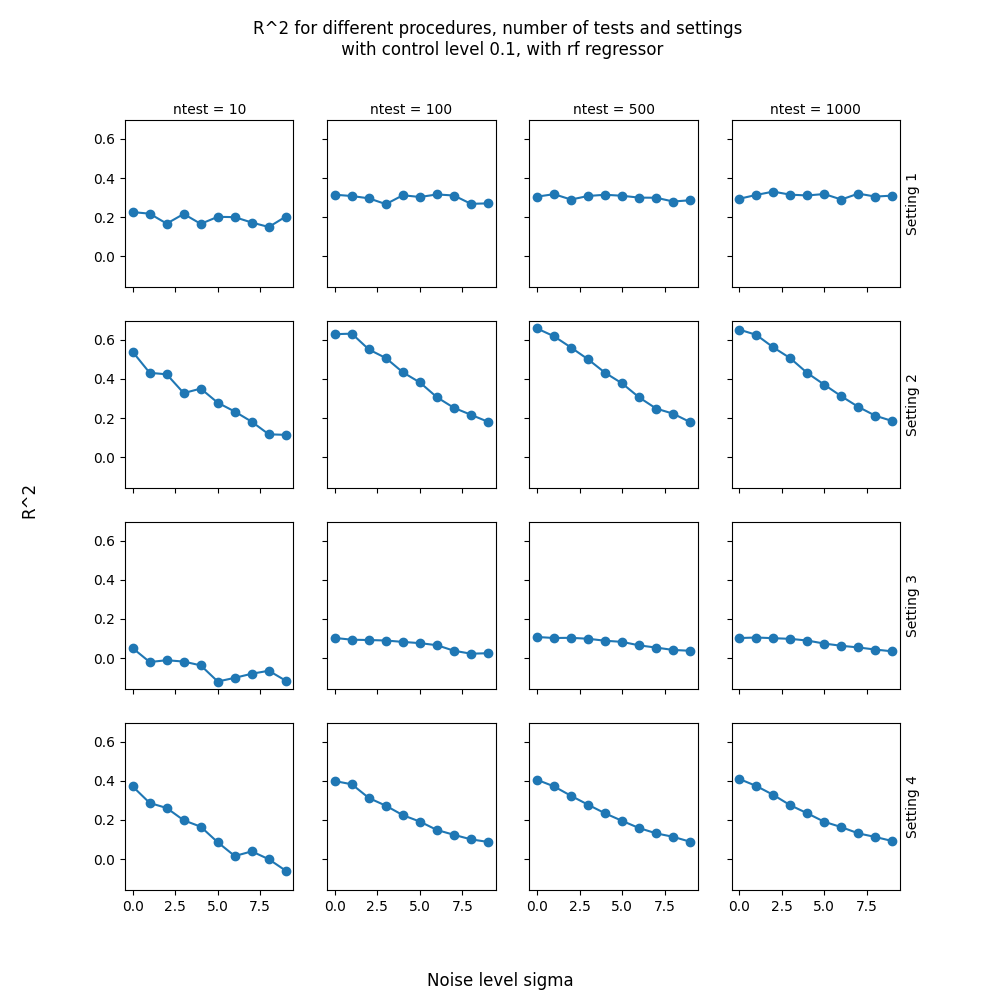 R^2 for different procedures, number of tests and settings
with control level 0.1, with rf regressor
ntest = 10
ntest = 100
ntest = 500
ntest = 1000
0.6
0.4
0.2
0.0
Setting 1
0.6
0.4
0.2
0.0
Setting 2
R^2
0.6
0.4
0.2
0.0
Setting 3
0.6
0.4
0.2
0.0
Setting 4
0.0 2.5 5.0 7.5
0.0 2.5 5.0 7.5
0.0 2.5 5.0 7.5
0.0 2.5 5.0 7.5
Noise level sigma